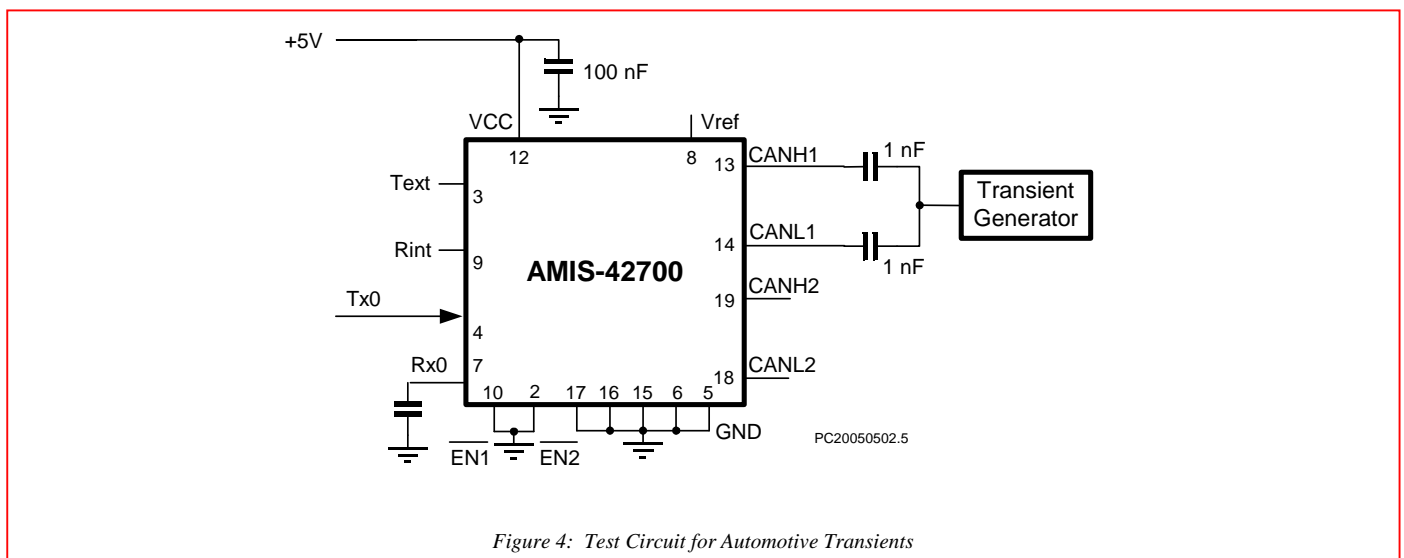 +5V
100 nF
VCC
Vref
12
8
13
CANH1
1 nF
Text
3
Transient
Generator
14
CANL1
1 nF
Rint
9
AMIS-42700
19
CANH2
Tx0
4
Rx0
7
18
CANL2
10
2
17
16
15
6
5
GND
EN1
EN2
PC20050502.5
Figure 4: Test Circuit for Automotive Transients